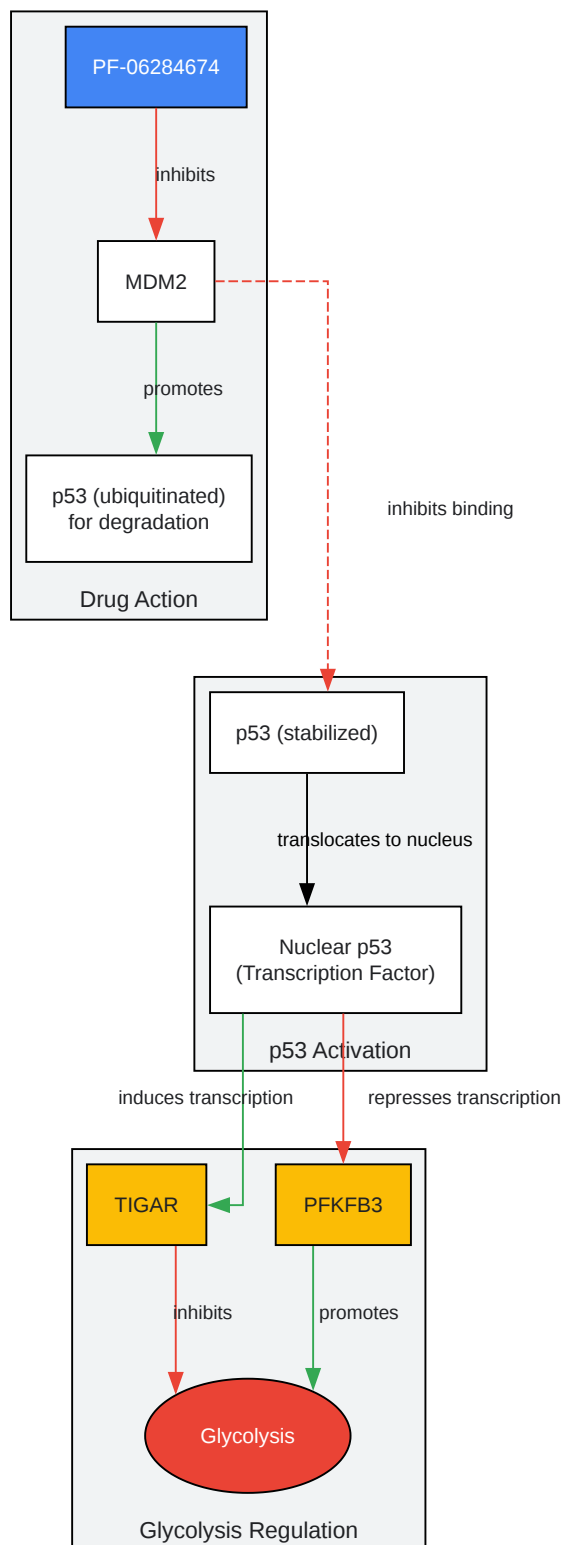 PF-06284674
inhibits
MDM2
promotes
p53 (ubiquitinated)
for degradation
inhibits binding
Drug Action
p53 (stabilized)
translocates to nucleus
Nuclear p53
(Transcription Factor)
p53 Activation
induces transcription
represses transcription
TIGAR
PFKFB3
inhibits
promotes
Glycolysis
Glycolysis Regulation